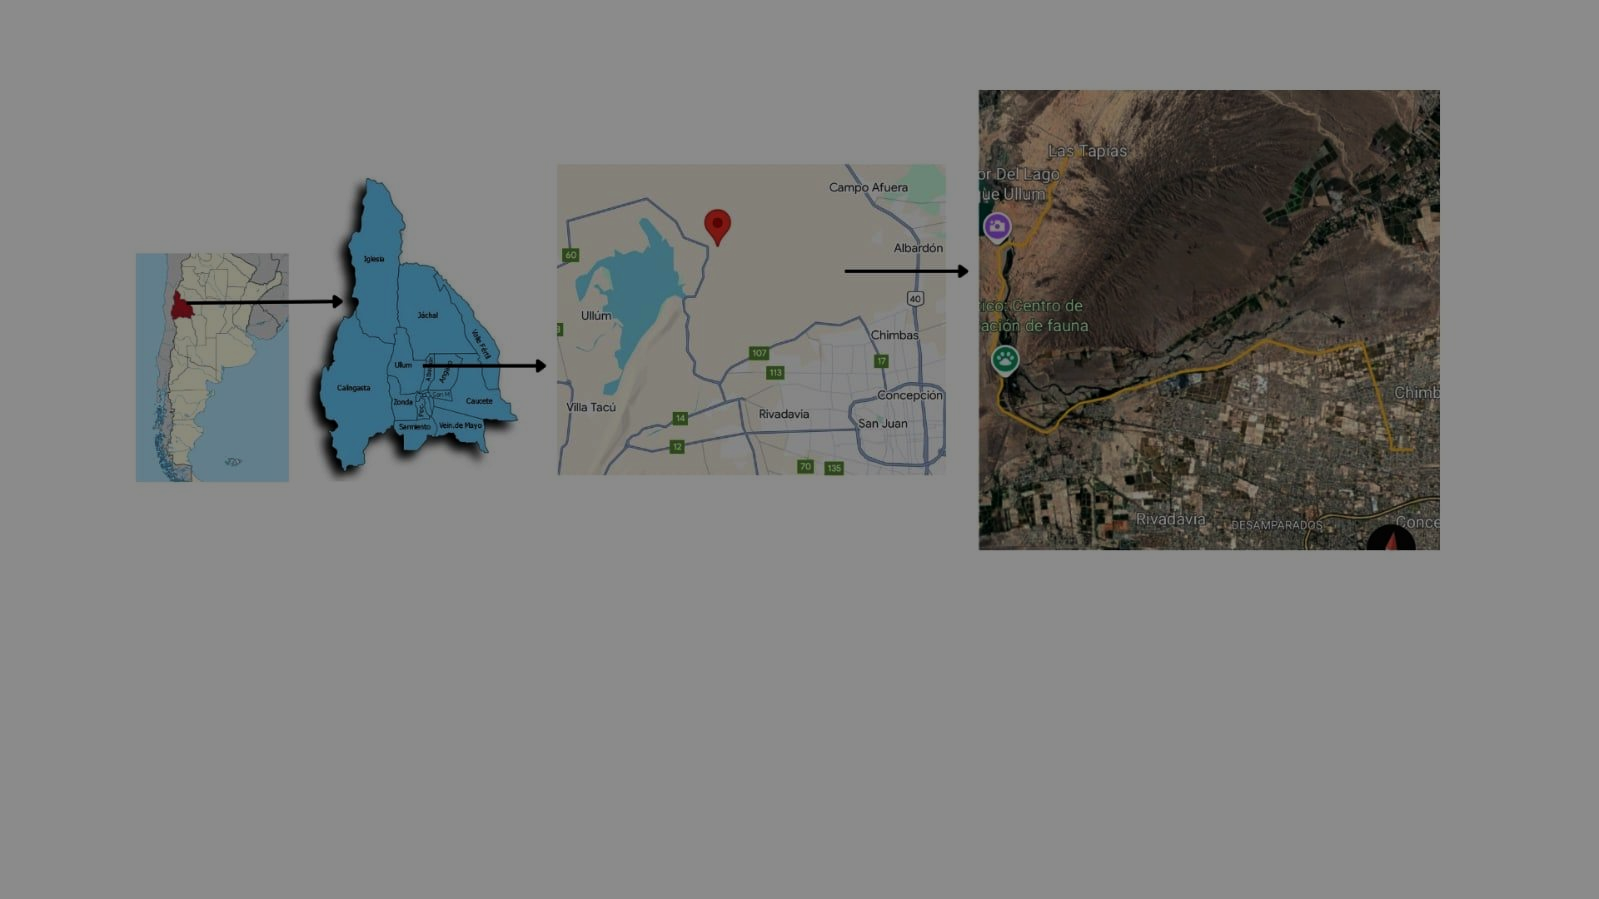 Iglesia
Jáchal
Valle Fértil
Ullum
Calingasta
Angaco
Zonda
Caucete
Sarmiento
Vein.de Mayo
Campo Afuera
Albardón
60
40
Ullúm
Chimbas
107
17
113
Concepción
Villa Tacú
14
Rivadavia
San Juan
12
70
135
Las Tapias
or Del Lago
ue Ullum
ico: Centro de
ación de fauna
Chimb
Rivadavia
DESAMPARADOS
Conce